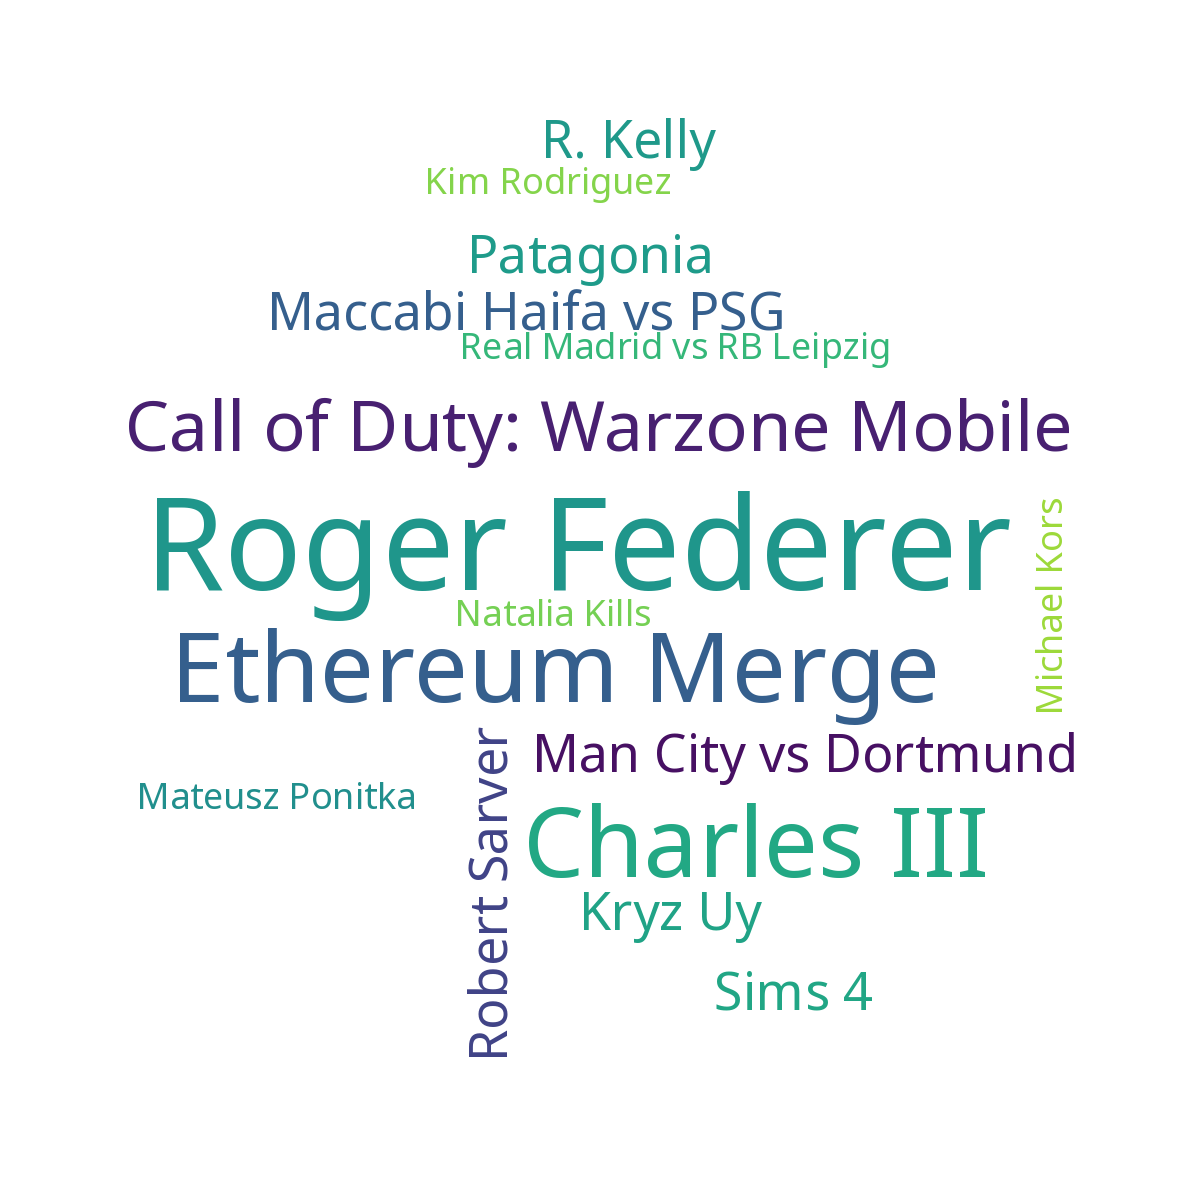 R. Kelly
Kim Rodriguez
Patagonia
Maccabi Haifa vs PSG
Real Madrid vs RB Leipzig
Call of Duty: Warzone Mobile
Roger Federer
Michael Kors
Natalia Kills
Ethereum Merge
Man City vs Dortmund
Mateusz Ponitka
Robert Sarver
Charles III
Kryz Uy
Sims 4